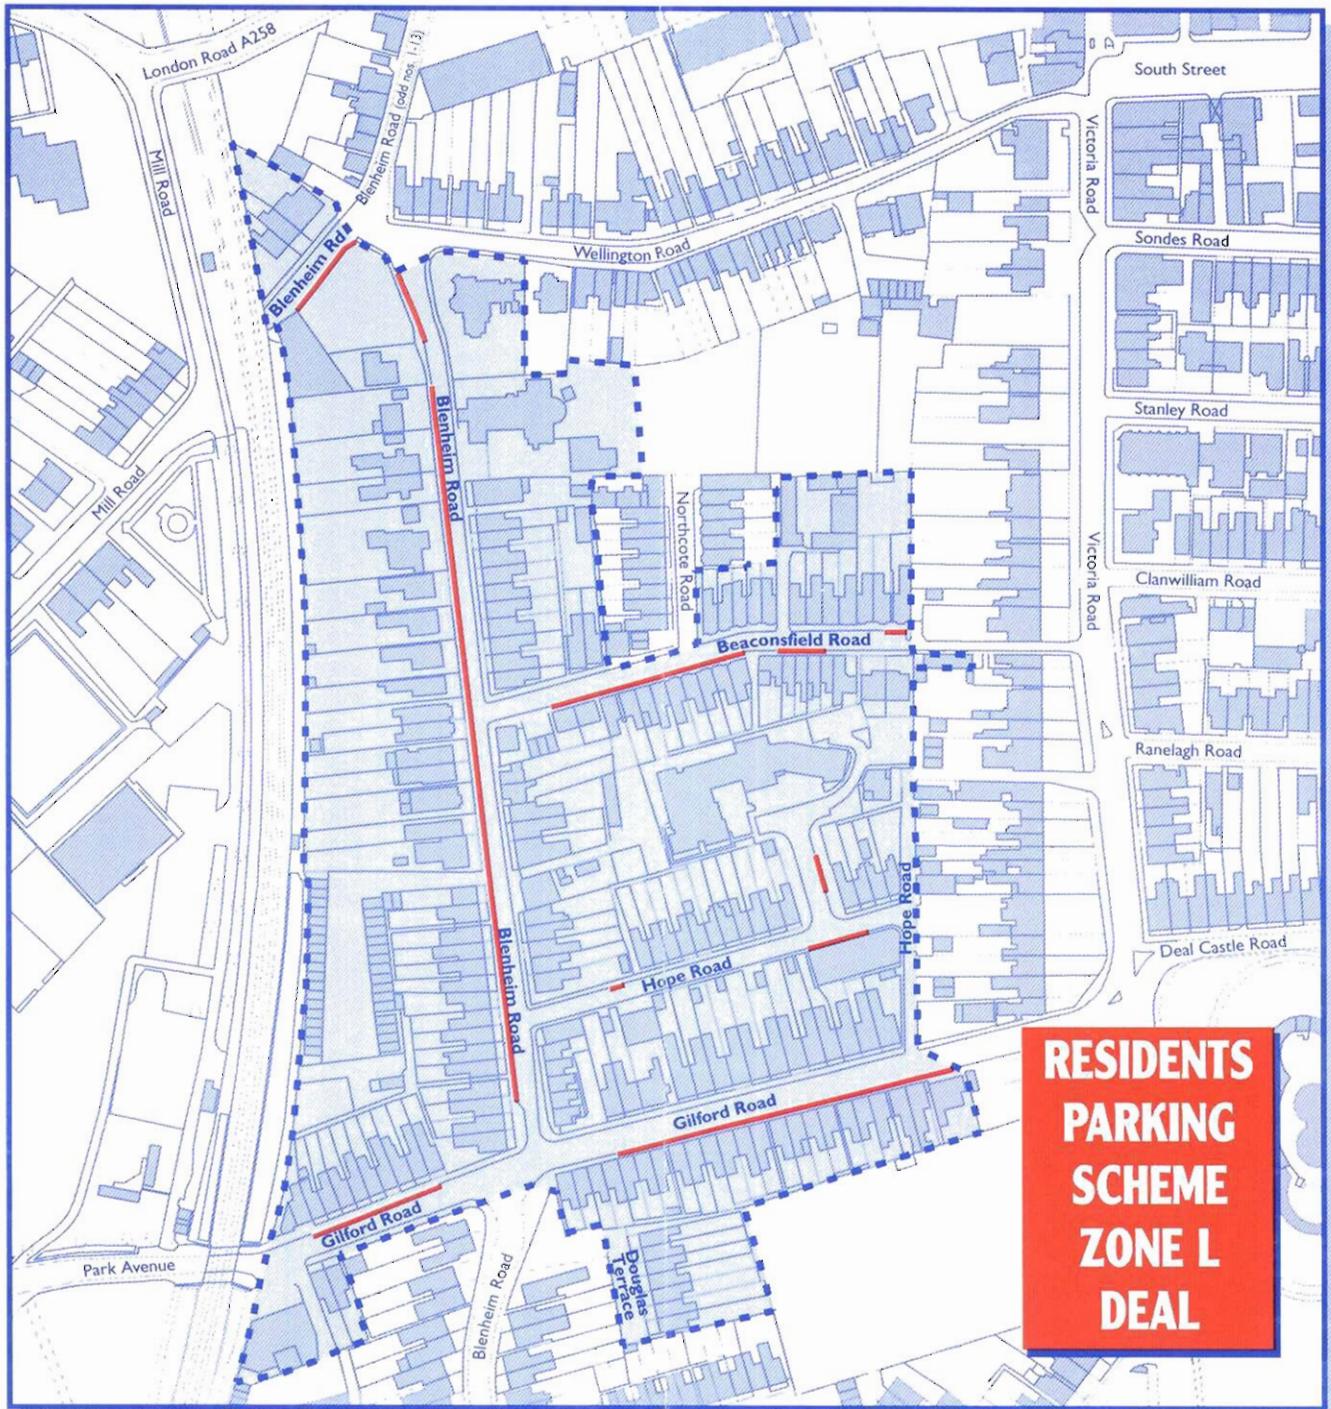 London Road A258
Blenheim Road (odd nos. 1-13)
South Street
Mill Road
Victoria Road
Blenheim Rd
Wellington Road
Sondes Road
Stanley Road
Blenheim Road
Mill Road
Northcote Road
Victoria Road
Clanwilliam Road
Beaconsfield Road
Ranelagh Road
Hope Road
Deal Castle Road
Blenheim Road
Hope Road
RESIDENTS
PARKING
SCHEME
ZONE L
DEAL
Gilford Road
Gilford Road
Park Avenue
Blenheim Road
Douglas
Terrace